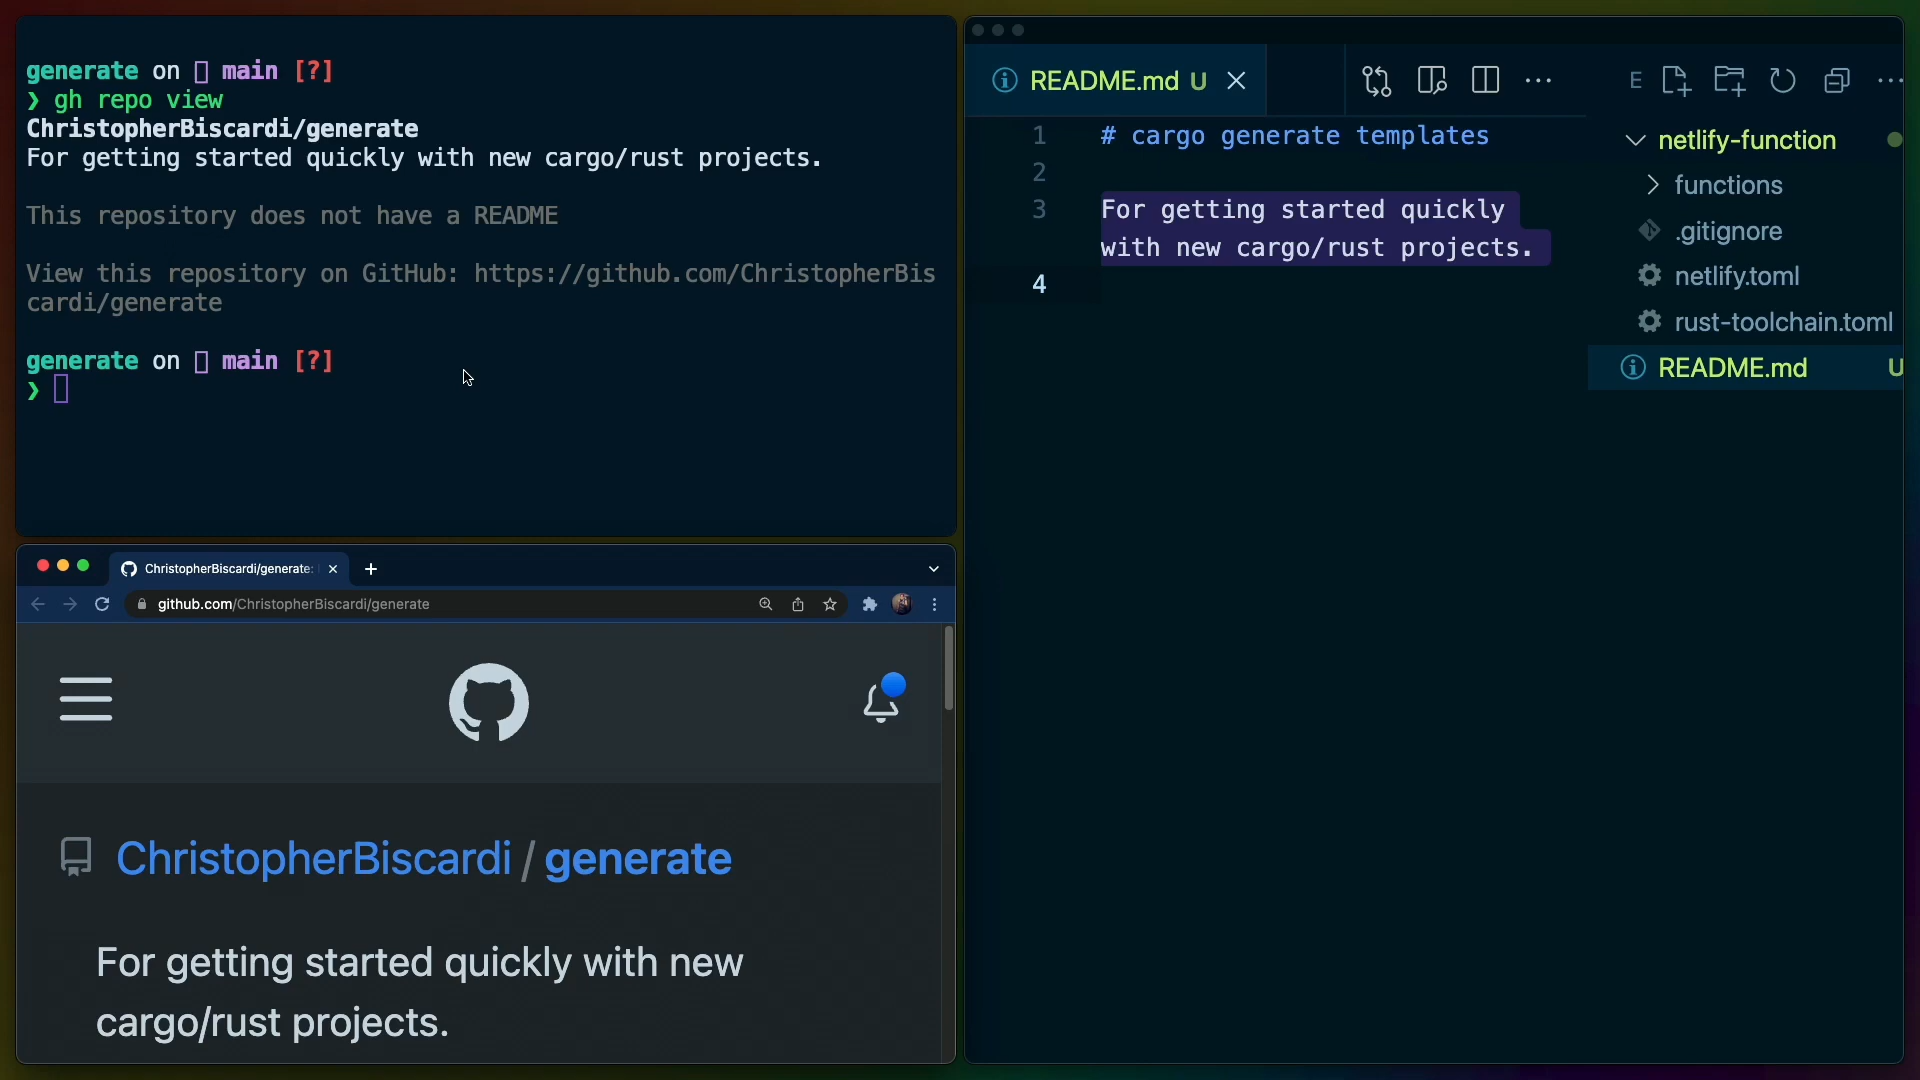 generate on main [?]
❯ gh repo view
ChristopherBiscardi/generate
For getting started quickly with new cargo/rust projects.
This repository does not have a README
View this repository on GitHub: https://github.com/ChristopherBis
cardi/generate
generate on main [?]
❯
ChristopherBiscardi/generate:
github.com/ChristopherBiscardi/generate
ChristopherBiscardi / generate
For getting started quickly with new
cargo/rust projects.
README.md U
1 # cargo generate templates
2
3 For getting started quickly
with new cargo/rust projects.
4
E
netlify-function
functions
.gitignore
netlify.toml
rust-toolchain.toml
README.md U